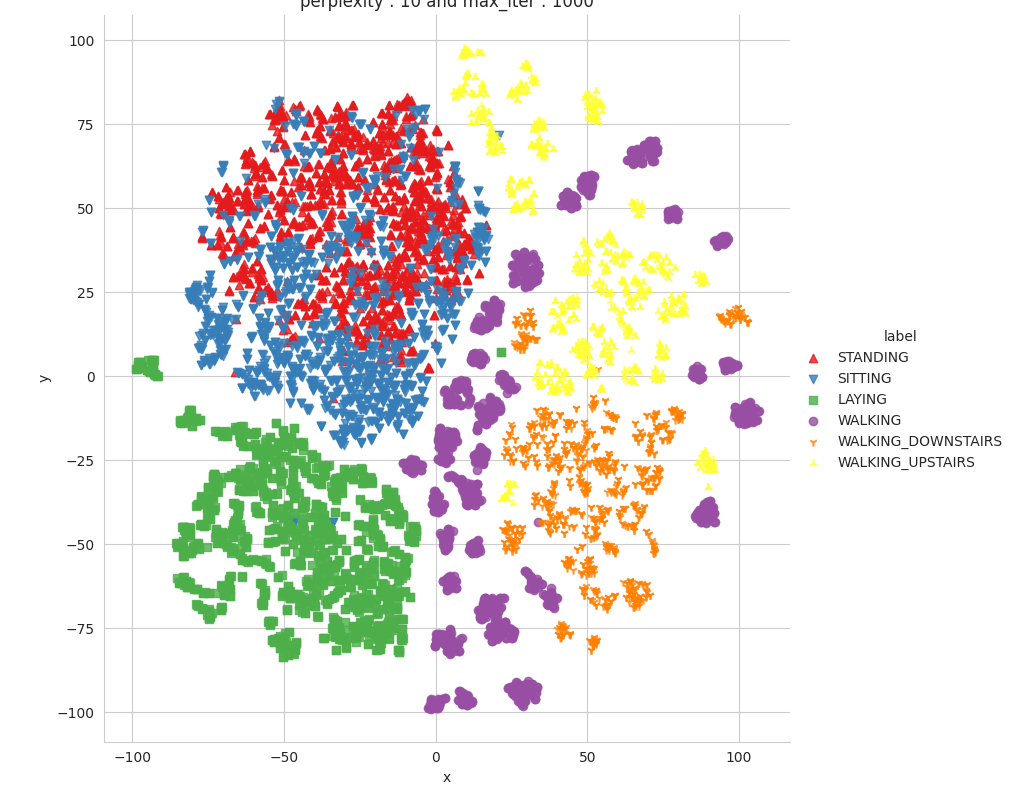 perplexity : 10 and max_iter : 1000
100
75
50
25
0
−25
−50
−75
−100
y
−100
−50
0
50
100
x
label
STANDING
SITTING
LAYING
WALKING
WALKING_DOWNSTAIRS
WALKING_UPSTAIRS